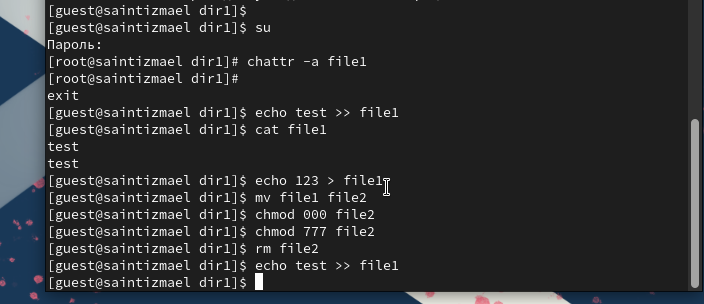 [guest@saintizmael dir1]$
[guest@saintizmael dir1]$ su
Пароль:
[root@saintizmael dir1]# chattr -a file1
[root@saintizmael dir1]#
exit
[guest@saintizmael dir1]$ echo test >> file1
[guest@saintizmael dir1]$ cat file1
test
test
[guest@saintizmael dir1]$ echo 123 > file1
[guest@saintizmael dir1]$ mv file1 file2
[guest@saintizmael dir1]$ chmod 000 file2
[guest@saintizmael dir1]$ chmod 777 file2
[guest@saintizmael dir1]$ rm file2
[guest@saintizmael dir1]$ echo test >> file1
[guest@saintizmael dir1]$